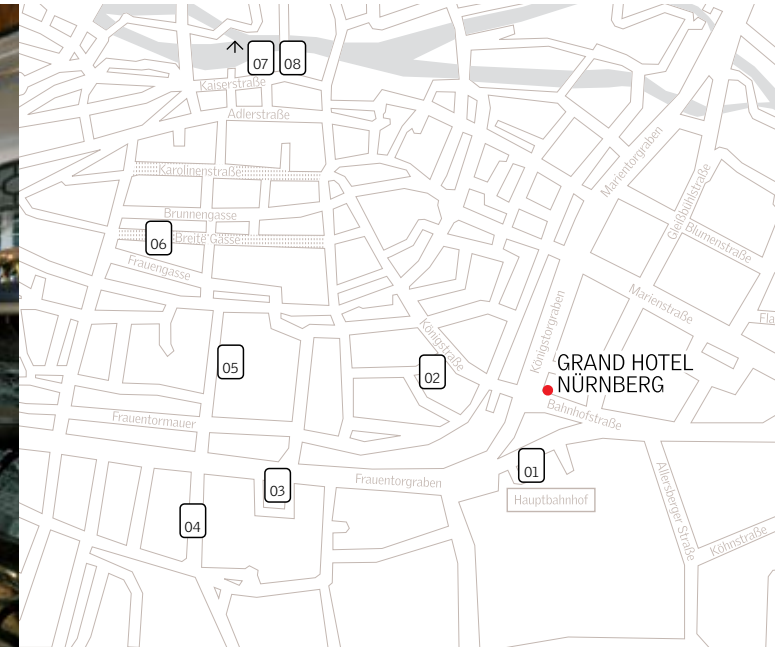 07
08
Kaiserstraße
Adlerstraße
Marientorgraben
Karolinenstraße
Gleißbühlstraße
Brunnengasse
06
Breite Gasse
Blumenstraße
Frauengasse
Marienstraße
Königstorgraben
Fla
Königstraße
GRAND HOTEL
NÜRNBERG
05
02
Bahnhofstraße
Frauentormauer
01
03
Frauentorgraben
Hauptbahnhof
Allersberger Straße
04
Köhnstraße